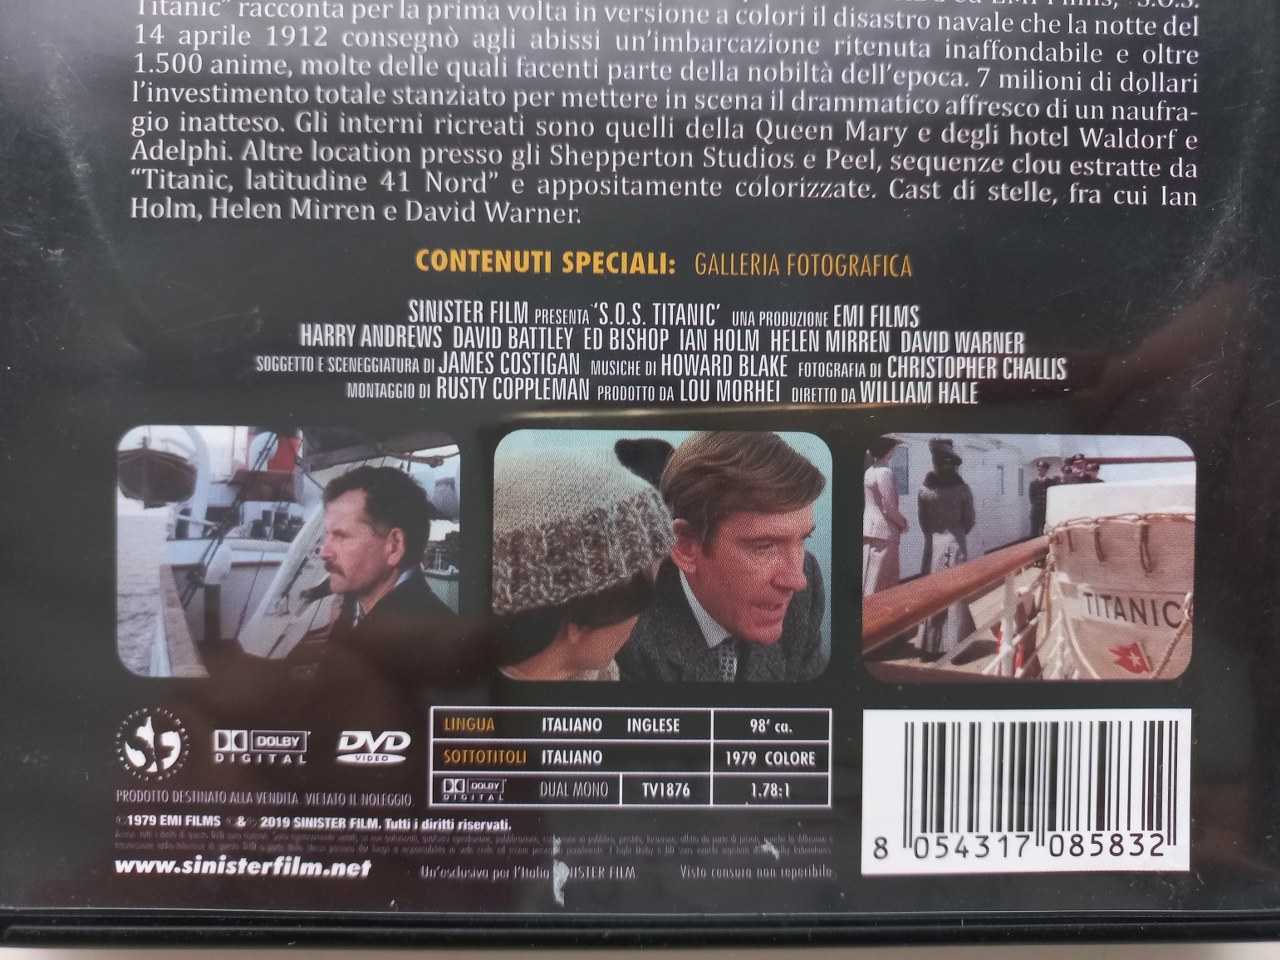 Titanic” racconta per la prima volta in versione a colori il disastro navale che la notte del
14 aprile 1912 consegnò agli abissi un’imbarcazione ritenuta inaffondabile e oltre
1.500 anime, molte delle quali facenti parte della nobiltà dell’epoca. 7 milioni di dollari
l’investimento totale stanziato per mettere in scena il drammatico affresco di un naufra-
gio inatteso. Gli interni ricreati sono quelli della Queen Mary e degli hotel Waldorf e
Adelphi. Altre location presso gli Shepperton Studios e Peel, sequenze clou estratte da
“Titanic, latitudine 41 Nord” e appositamente colorizzate. Cast di stelle, fra cui Ian
Holm, Helen Mirren e David Warner.
CONTENUTI SPECIALI: GALLERIA FOTOGRAFICA
SINISTER FILM PRESENTA “S.O.S. TITANIC” UNA PRODUZIONE EMI FILMS
HARRY ANDREWS DAVID BATTLEY ED BISHOP IAN HOLM HELEN MIRREN DAVID WARNER
SOGGETTO E SCENEGGIATURA DI JAMES COSTIGAN MUSICHE DI HOWARD BLAKE FOTOGRAFIA DI CHRISTOPHER CHALLIS
MONTAGGIO DI RUSTY COPPLEMAN PRODOTTO DA LOU MORHEI DIRETTO DA WILLIAM HALE
TITANIC
DOLBY DIGITAL
DVD VIDEO
LINGUA ITALIANO INGLESE 98’ ca.
SOTTOTITOLI ITALIANO 1979 COLORE
DOLBY DIGITAL DUAL MONO TV1876 1.78:1
PRODOTTO DESTINATO ALLA VENDITA. VIETATO IL NOLEGGIO.
©1979 EMI FILMS © & ℗ 2019 SINISTER FILM. Tutti i diritti riservati.
www.sinisterfilm.net
Un’esclusiva per l’Italia SINISTER FILM
Visto censura non reperibile.
8 054317 085832